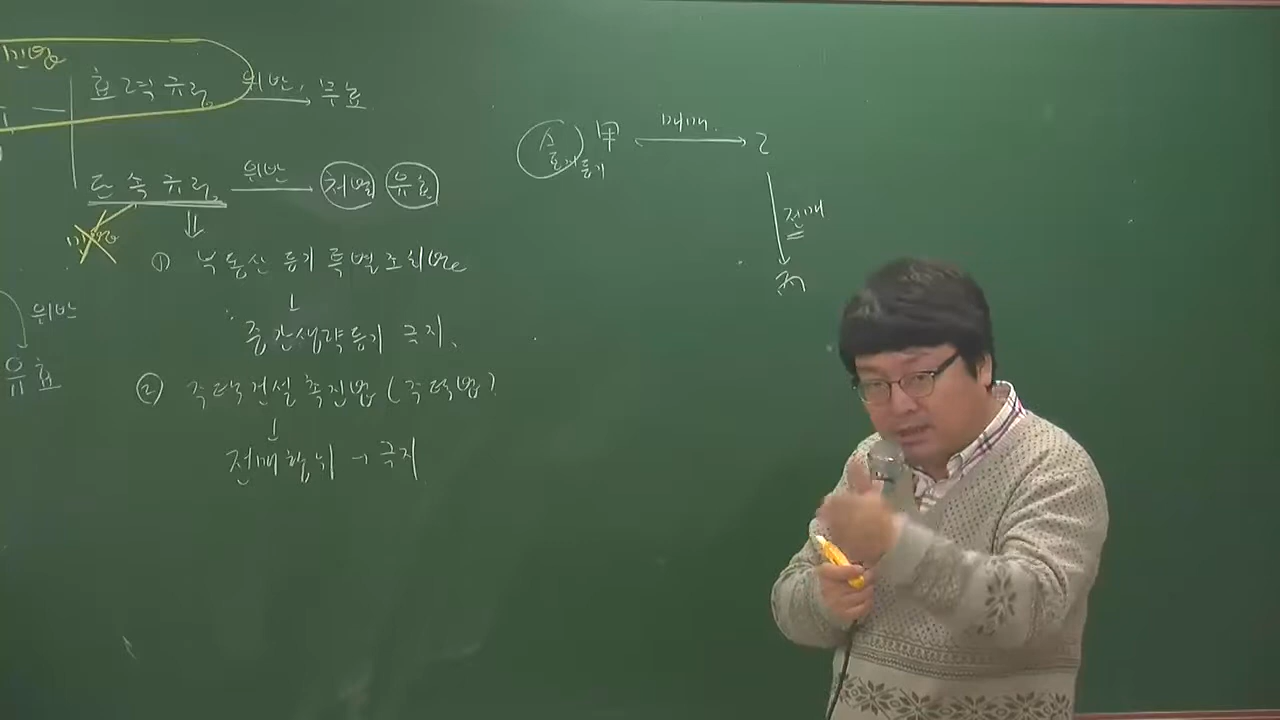 효력규정 위반, 무효
단속규정 위반 처벌 유효
① 부동산 등기 특별조치법
↓
중간생략등기 금지.
② 주택건설촉진법 (주택법)
↓
전매행위 → 금지
위반
유효
甲 매매. 乙
등기
전매
丙